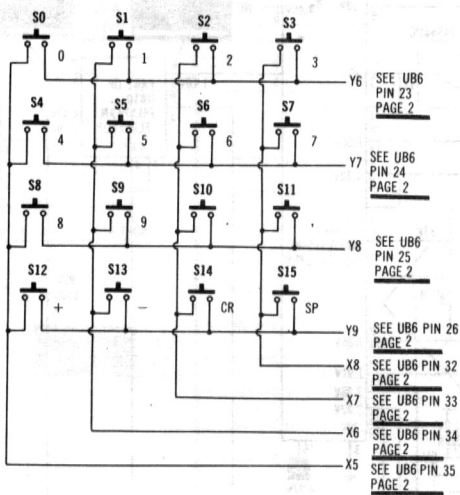 S0 S1 S2 S3
0 1 2 3
Y6 SEE UB6
PIN 23
PAGE 2
S4 S5 S6 S7
4 5 6 7
Y7 SEE UB6
PIN 24
PAGE 2
S8 S9 S10 S11
8 9 .
Y8 SEE UB6
PIN 25
PAGE 2
S12 S13 S14 S15
+ − CR SP
Y9 SEE UB6 PIN 26
PAGE 2
X8 SEE UB6 PIN 32
PAGE 2
X7 SEE UB6 PIN 33
PAGE 2
X6 SEE UB6 PIN 34
PAGE 2
X5 SEE UB6 PIN 35
PAGE 2